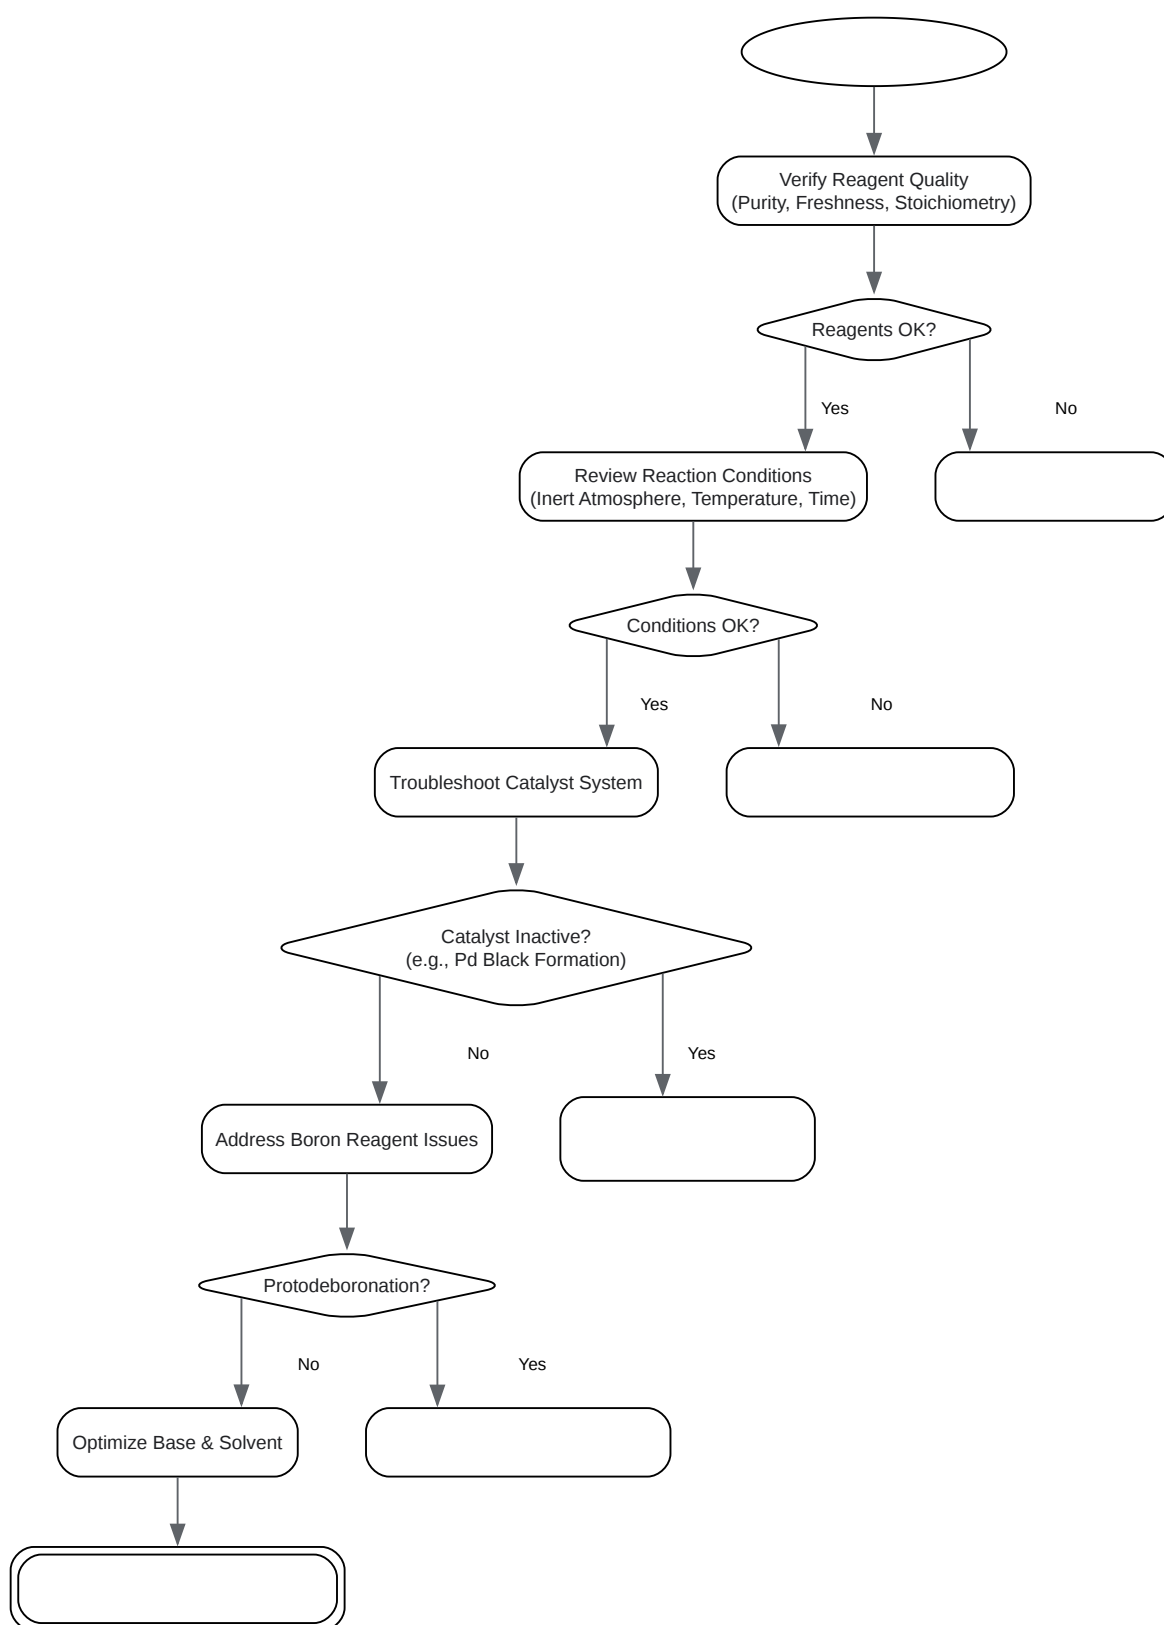 Verify Reagent Quality
(Purity, Freshness, Stoichiometry)
Reagents OK?
Yes
No
Review Reaction Conditions
(Inert Atmosphere, Temperature, Time)
Conditions OK?
Yes
No
Troubleshoot Catalyst System
Catalyst Inactive?
(e.g., Pd Black Formation)
No
Yes
Address Boron Reagent Issues
Protodeboronation?
No
Yes
Optimize Base & Solvent